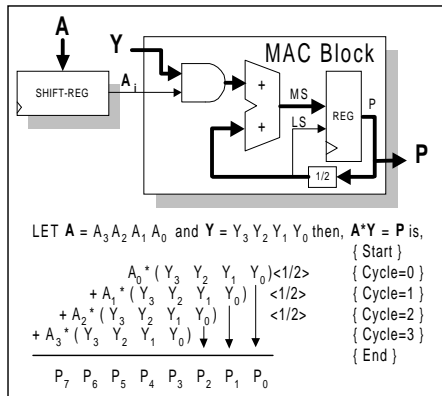 A
Y
MAC Block
SHIFT-REG
A i
+
+
MS
LS
REG
P
1/2
P
LET A = A3 A2 A1 A0 and Y = Y3 Y2 Y1 Y0 then, A*Y = P is,
{ Start }
A0 * ( Y3 Y2 Y1 Y0 ) <1/2> { Cycle=0 }
+ A1 * ( Y3 Y2 Y1 Y0 ) <1/2> { Cycle=1 }
+ A2 * ( Y3 Y2 Y1 Y0 ) <1/2> { Cycle=2 }
+ A3 * ( Y3 Y2 Y1 Y0 ) { Cycle=3 }
{ End }
P7 P6 P5 P4 P3 P2 P1 P0